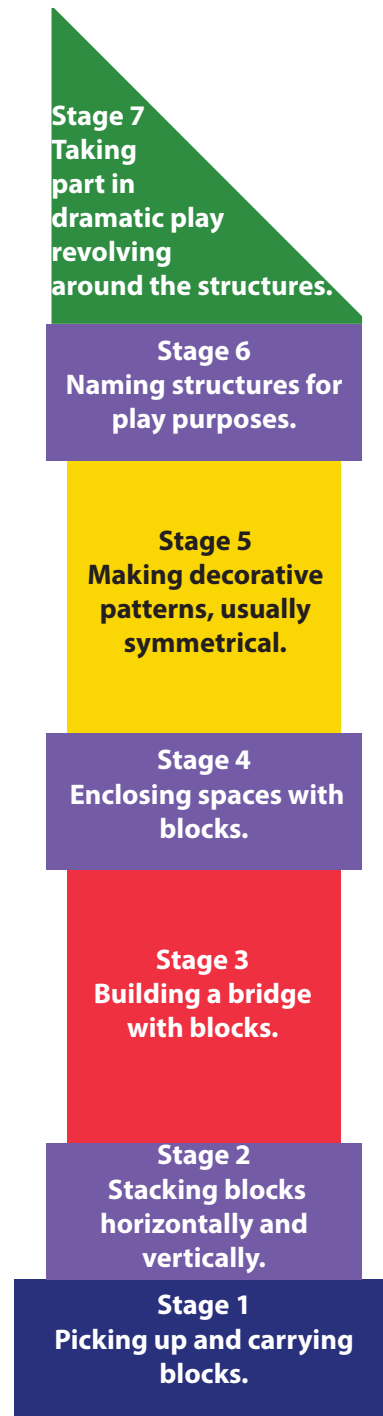 Stage 7
Taking
part in
dramatic play
revolving
around the structures.
Stage 6
Naming structures for
play purposes.
Stage 5
Making decorative
patterns, usually
symmetrical.
Stage 4
Enclosing spaces with
blocks.
Stage 3
Building a bridge
with blocks.
Stage 2
Stacking blocks
horizontally and
vertically.
Stage 1
Picking up and carrying
blocks.